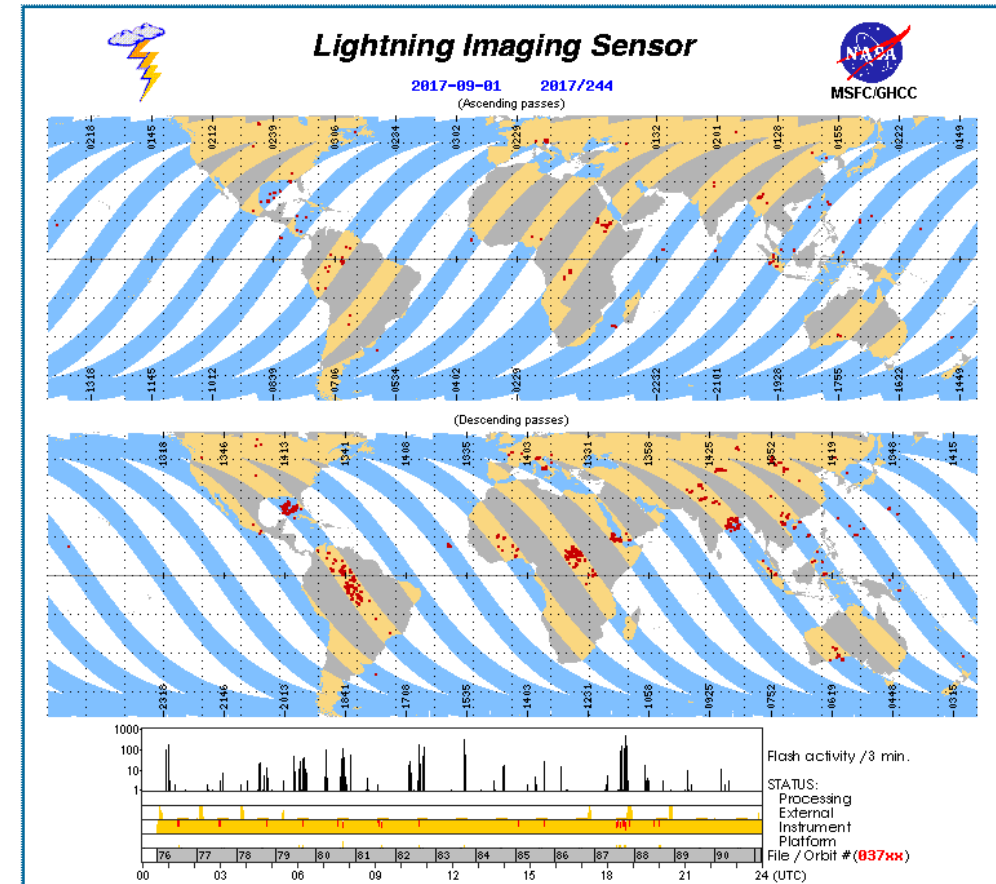 Lightning Imaging Sensor
NASA
MSFC/GHCC
2017-09-01 2017/244
(Ascending passes)
0218 0145 0212 0239 0306 0234 0302 0229 0132 0201 0128 0155 0222 0149
1318 1145 1012 0839 0706 0534 0402 0229 2232 2101 1928 1755 1622 1449
(Descending passes)
1318 1346 1413 1341 1408 1535 1403 1331 1358 1425 1419 1348 1415
2318 2146 2013 1841 1708 1535 1403 1231 1058 0925 0752 0619 0448 0315
1000
100
10
1
Flash activity /3 min.
STATUS:
Processing
External
Instrument
Platform
76 77 78 79 80 81 82 83 84 85 86 87 88 89 90
File / Orbit #(037xx)
00 03 06 09 12 15 18 21 24 (UTC)